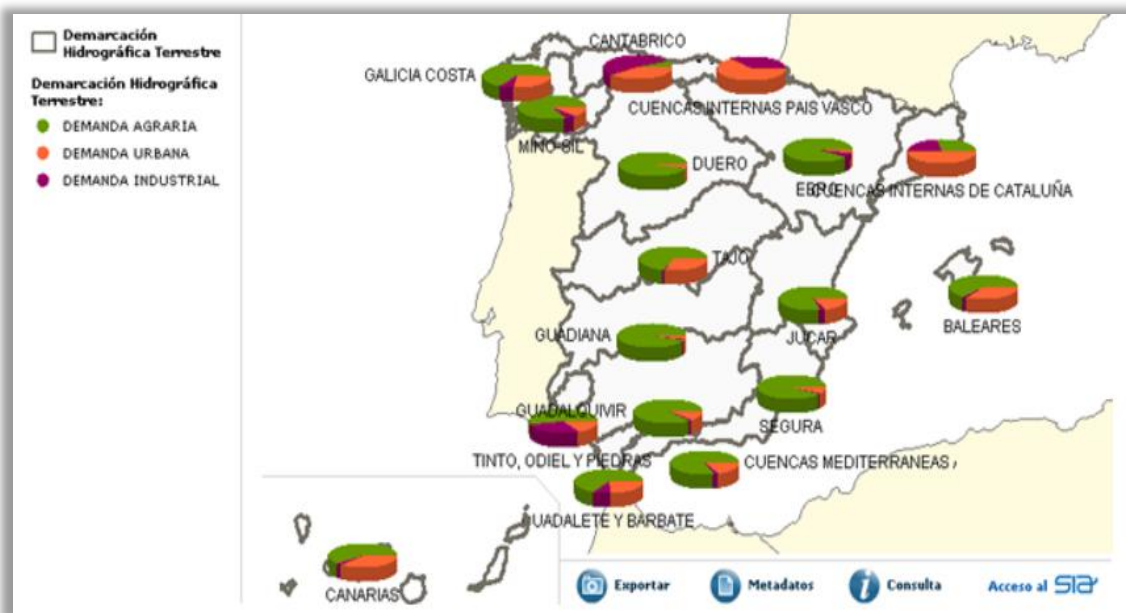 Demarcación
Hidrográfica Terrestre
Demarcación Hidrográfica
Terrestre:
DEMANDA AGRARIA
DEMANDA URBANA
DEMANDA INDUSTRIAL
CANTABRICO
GALICIA COSTA
CUENCAS INTERNAS PAIS VASCO
MIÑO-SIL
DUERO
EBRO
CUENCAS INTERNAS DE CATALUÑA
TAJO
BALEARES
JUCAR
GUADIANA
GUADALQUIVIR
SEGURA
TINTO, ODIEL Y PIEDRAS
CUENCAS MEDITERRANEAS
UADALETE Y BARBATE
CANARIAS
Exportar
Metadatos
Consulta
Acceso al SIA